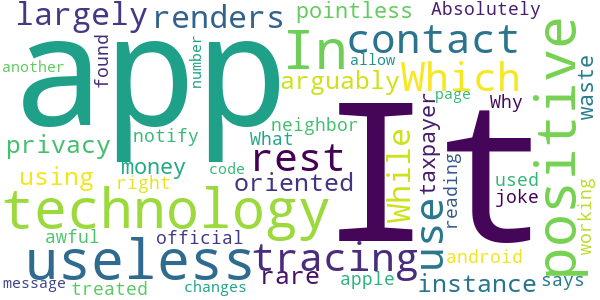 largely renders pointless Absolutely
app In contact
found number allow
another arguably Which
It
privacy notify neighbor While taxpayer page Why
What
money rest use used joke
using right code oriented reading
technology positive Waste working
awful official
useless tracing android
rare apple instance says
treated
message changes